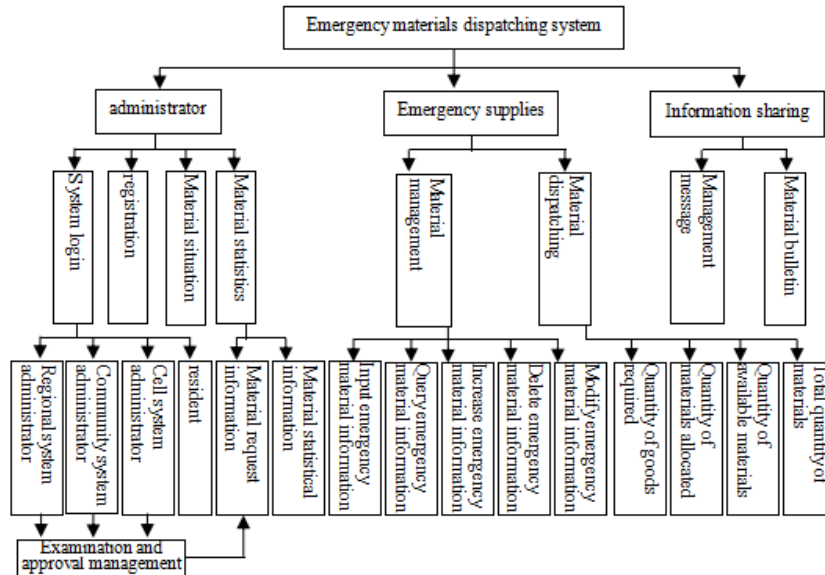 Emergency materials dispatching system
administrator
Emergency supplies
Information sharing
System login
registration
Material situation
Material statistics
Material
management
Material
dispatching
Management
message
Material bulletin
Regional system
administrator
Community system
administrator
Cell system
administrator
resident
Material request
information
Material statistical
information
Input emergency
material information
Query emergency
material information
Increase emergency
material information
Delete emergency
material information
Modify emergency
material information
Quantity of goods
required
Quantity of
materials allocated
Quantity of
available materials
Total quantity of
materials
Examination and
approval management